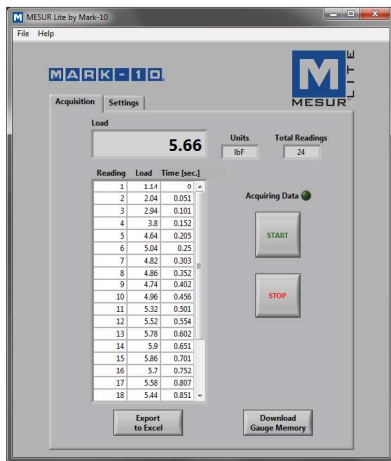 MESUR Lite by Mark-10
File Help
MARK-10
M
MESUR LITE
Acquisition Settings
Load
5.66
Units
lbF
Total Readings
24
Reading Load Time [sec.]
1 1.14 0
2 2.04 0.051
3 2.94 0.101
4 3.8 0.152
5 4.64 0.205
6 5.04 0.25
7 4.82 0.303
8 4.86 0.352
9 4.74 0.402
10 4.96 0.456
11 5.32 0.501
12 5.52 0.554
13 5.78 0.602
14 5.9 0.651
15 5.86 0.701
16 5.7 0.752
17 5.58 0.807
18 5.44 0.851
Acquiring Data
START
STOP
Export
to Excel
Download
Gauge Memory